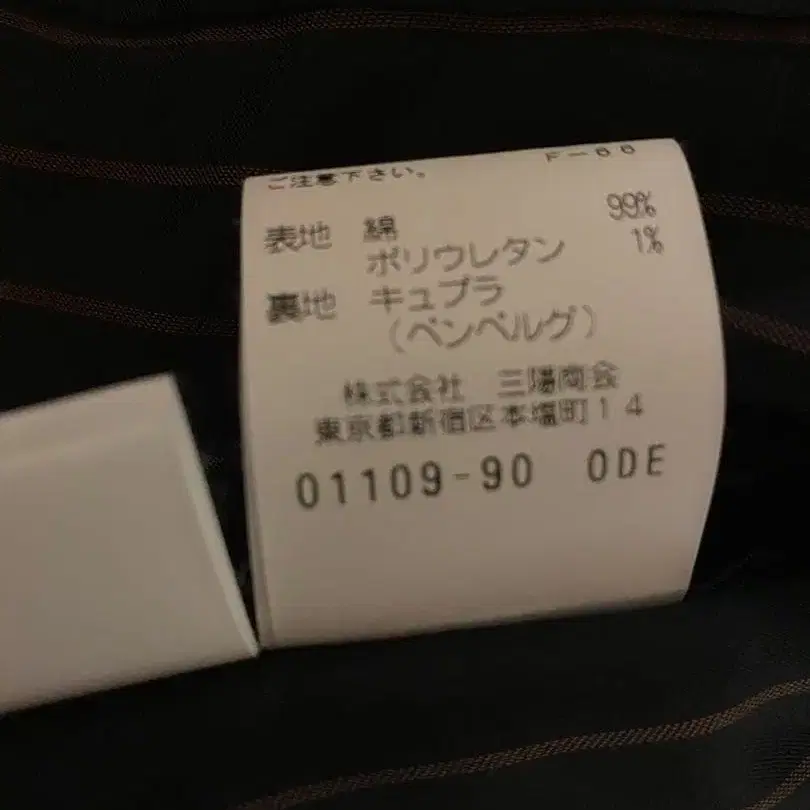 F-66
ご注意下さい。
表地 綿 99%
ポリウレタン 1%
裏地 キュプラ
(ベンベルグ)
株式会社 三陽商会
東京都新宿区本塩町14
01109-90 0DE